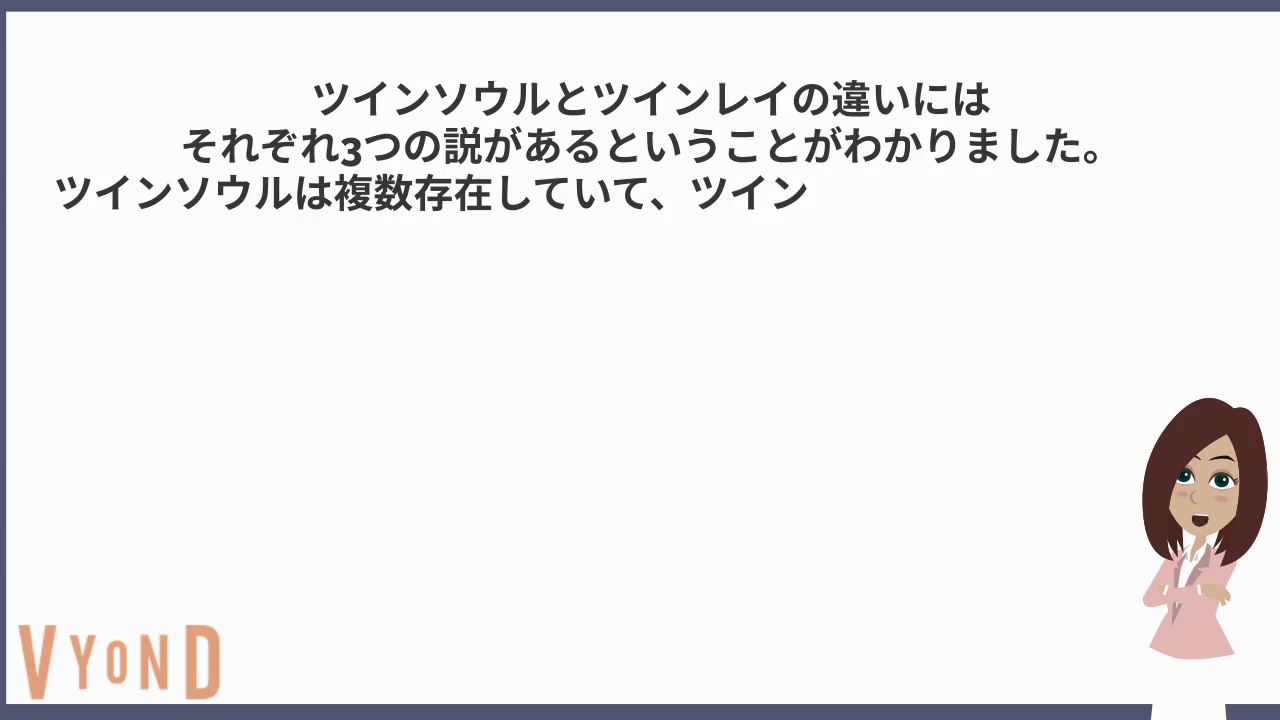 ツインソウルとツインレイの違いには
それぞれ3つの説があるということがわかりました。
ツインソウルは複数存在していて、ツイン
VYOND